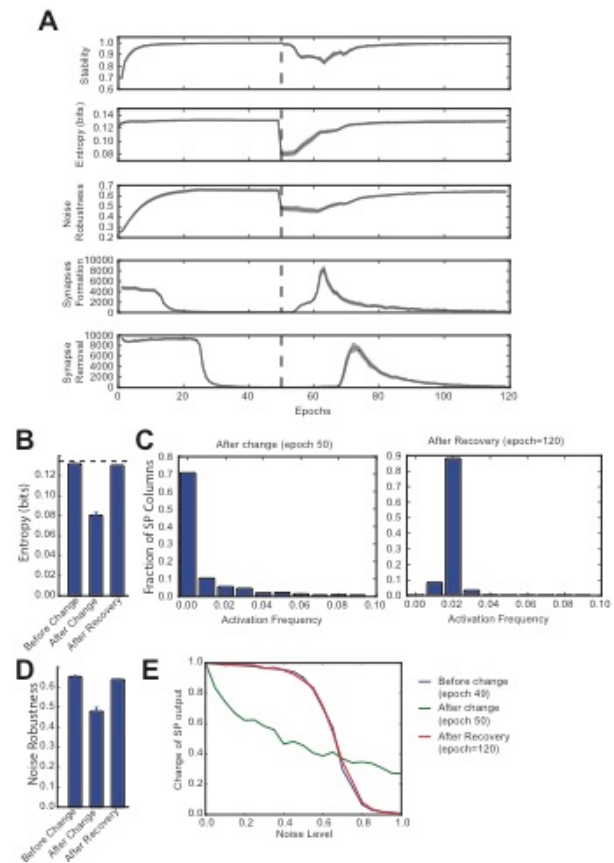 A
Stability
1.0
0.9
0.8
0.7
0.6
Entropy (bits)
0.14
0.12
0.10
0.08
Noise
Robustness
0.7
0.6
0.5
0.4
0.3
0.2
Synapses
Formation
10000
8000
6000
4000
2000
0
Synapse
Removal
10000
8000
6000
4000
2000
0
0 20 40 60 80 100 120
Epochs
B
Entropy (bits)
0.12
0.10
0.08
0.06
0.04
0.02
0.00
Before Change
After Change
After Recovery
C
After change (epoch 50)
Fraction of SP Columns
0.8
0.7
0.6
0.5
0.4
0.3
0.2
0.1
0.0
0.00 0.02 0.04 0.06 0.08 0.10
Activation Frequency
After Recovery (epoch=120)
0.9
0.8
0.7
0.6
0.5
0.4
0.3
0.2
0.1
0.0
0.00 0.02 0.04 0.06 0.08 0.10
Activation Frequency
D
Noise Robustness
0.6
0.4
0.2
0.0
Before Change
After Change
After Recovery
E
Change of SP output
1.0
0.8
0.6
0.4
0.2
0.0
0.0 0.2 0.4 0.6 0.8 1.0
Noise Level
Before change
(epoch 49)
After change
(epoch 50)
After Recovery
(epoch=120)